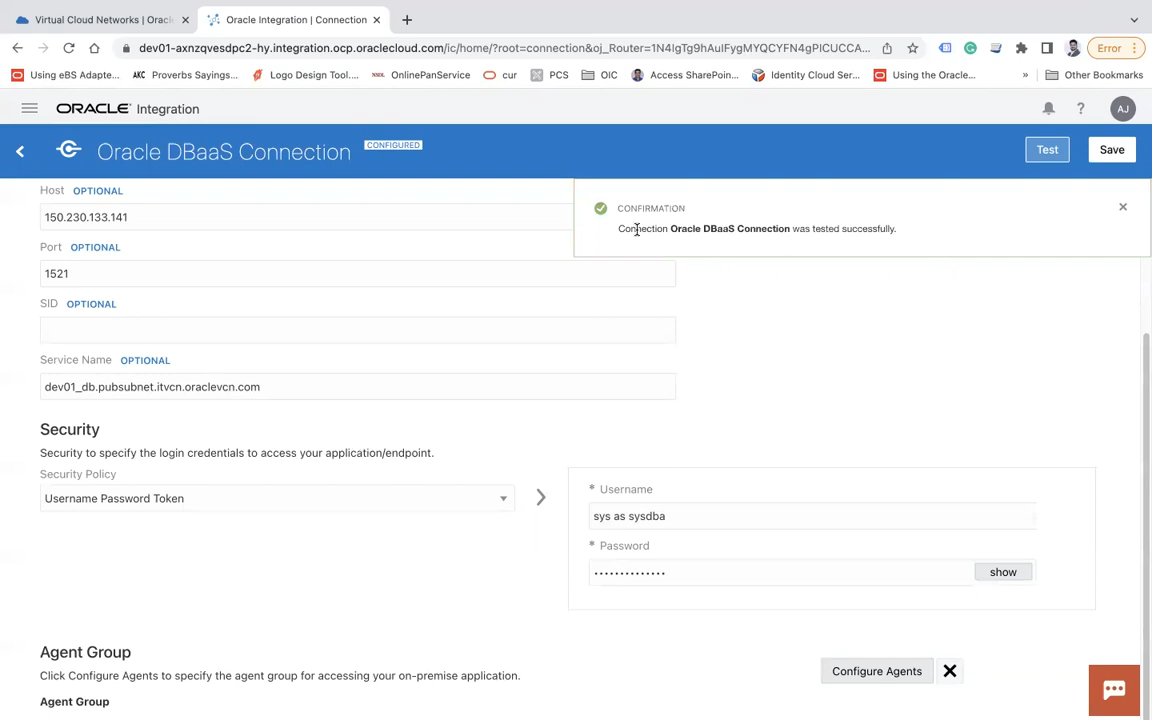 Virtual Cloud Networks | Oracle
Oracle Integration | Connection
dev01-axnzqvesdpc2-hy.integration.ocp.oraclecloud.com/ic/home/?root=connection&oj_Router=1N4IgTg9hAuIFygMYQCYFN4gPICUCCA...
Error
Using eBS Adapte...
AKC Proverbs Sayings...
Logo Design Tool....
OnlinePanService
cur
PCS
OIC
Access SharePoin...
Identity Cloud Ser...
Using the Oracle...
»
Other Bookmarks
ORACLE Integration
AJ
Oracle DBaaS Connection
CONFIGURED
Test
Save
Host OPTIONAL
150.230.133.141
CONFIRMATION
Connection Oracle DBaaS Connection was tested successfully.
Port OPTIONAL
1521
SID OPTIONAL
Service Name OPTIONAL
dev01_db.pubsubnet.itvcn.oraclevcn.com
Security
Security to specify the login credentials to access your application/endpoint.
Security Policy
Username Password Token
* Username
sys as sysdba
* Password
••••••••••••••
show
Agent Group
Click Configure Agents to specify the agent group for accessing your on-premise application.
Configure Agents
Agent Group